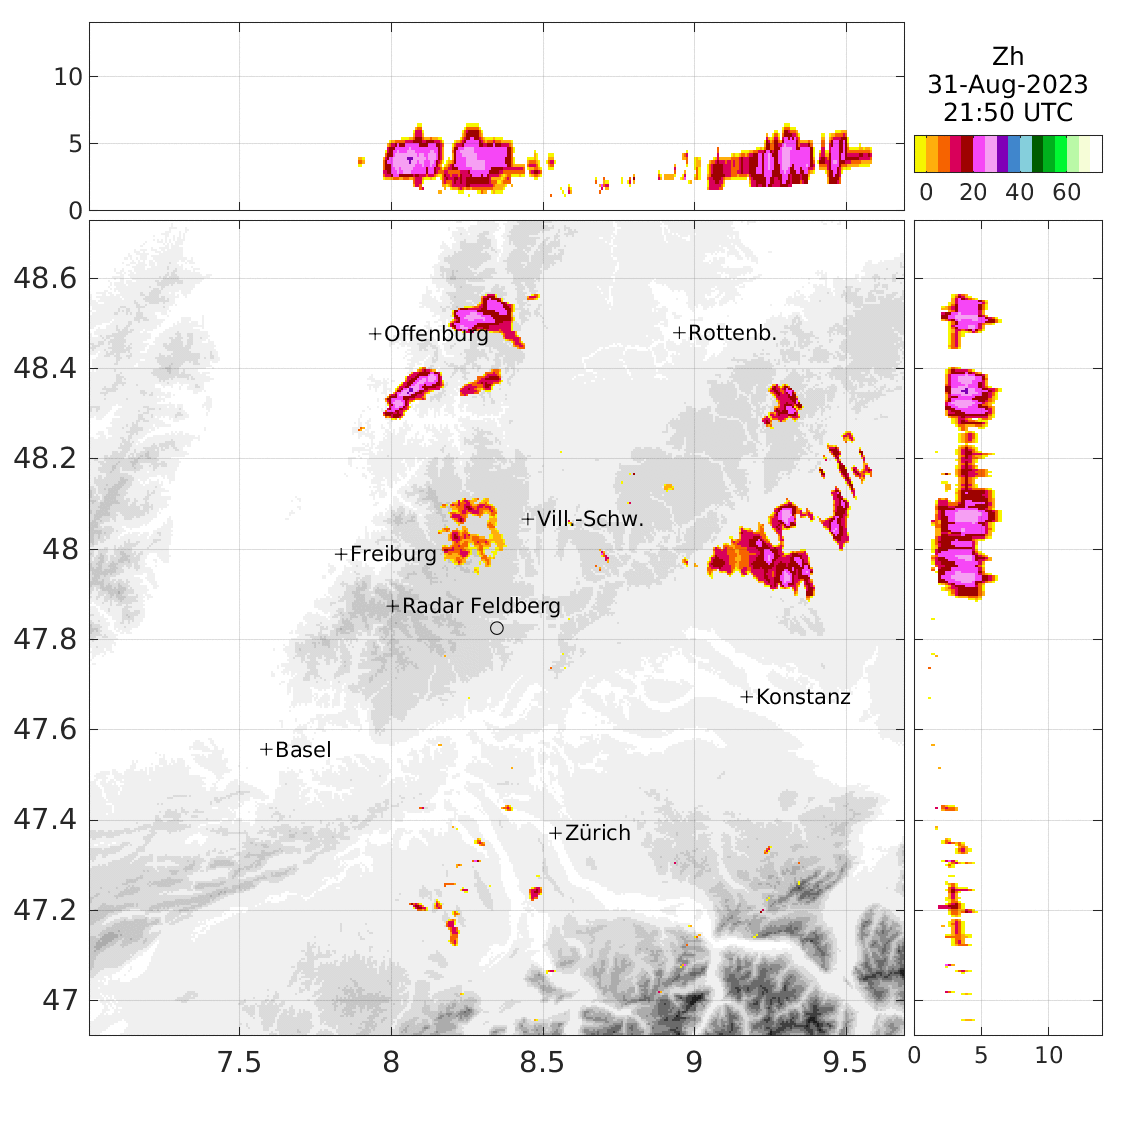 Zh
31-Aug-2023
21:50 UTC
0 20 40 60
10
5
0
48.6
48.4
48.2
48
47.8
47.6
47.4
47.2
47
+Offenburg
+Rottenb.
+Vill.-Schw.
+Freiburg
+Radar Feldberg
+Konstanz
+Basel
+Zürich
7.5 8 8.5 9 9.5
0 5 10